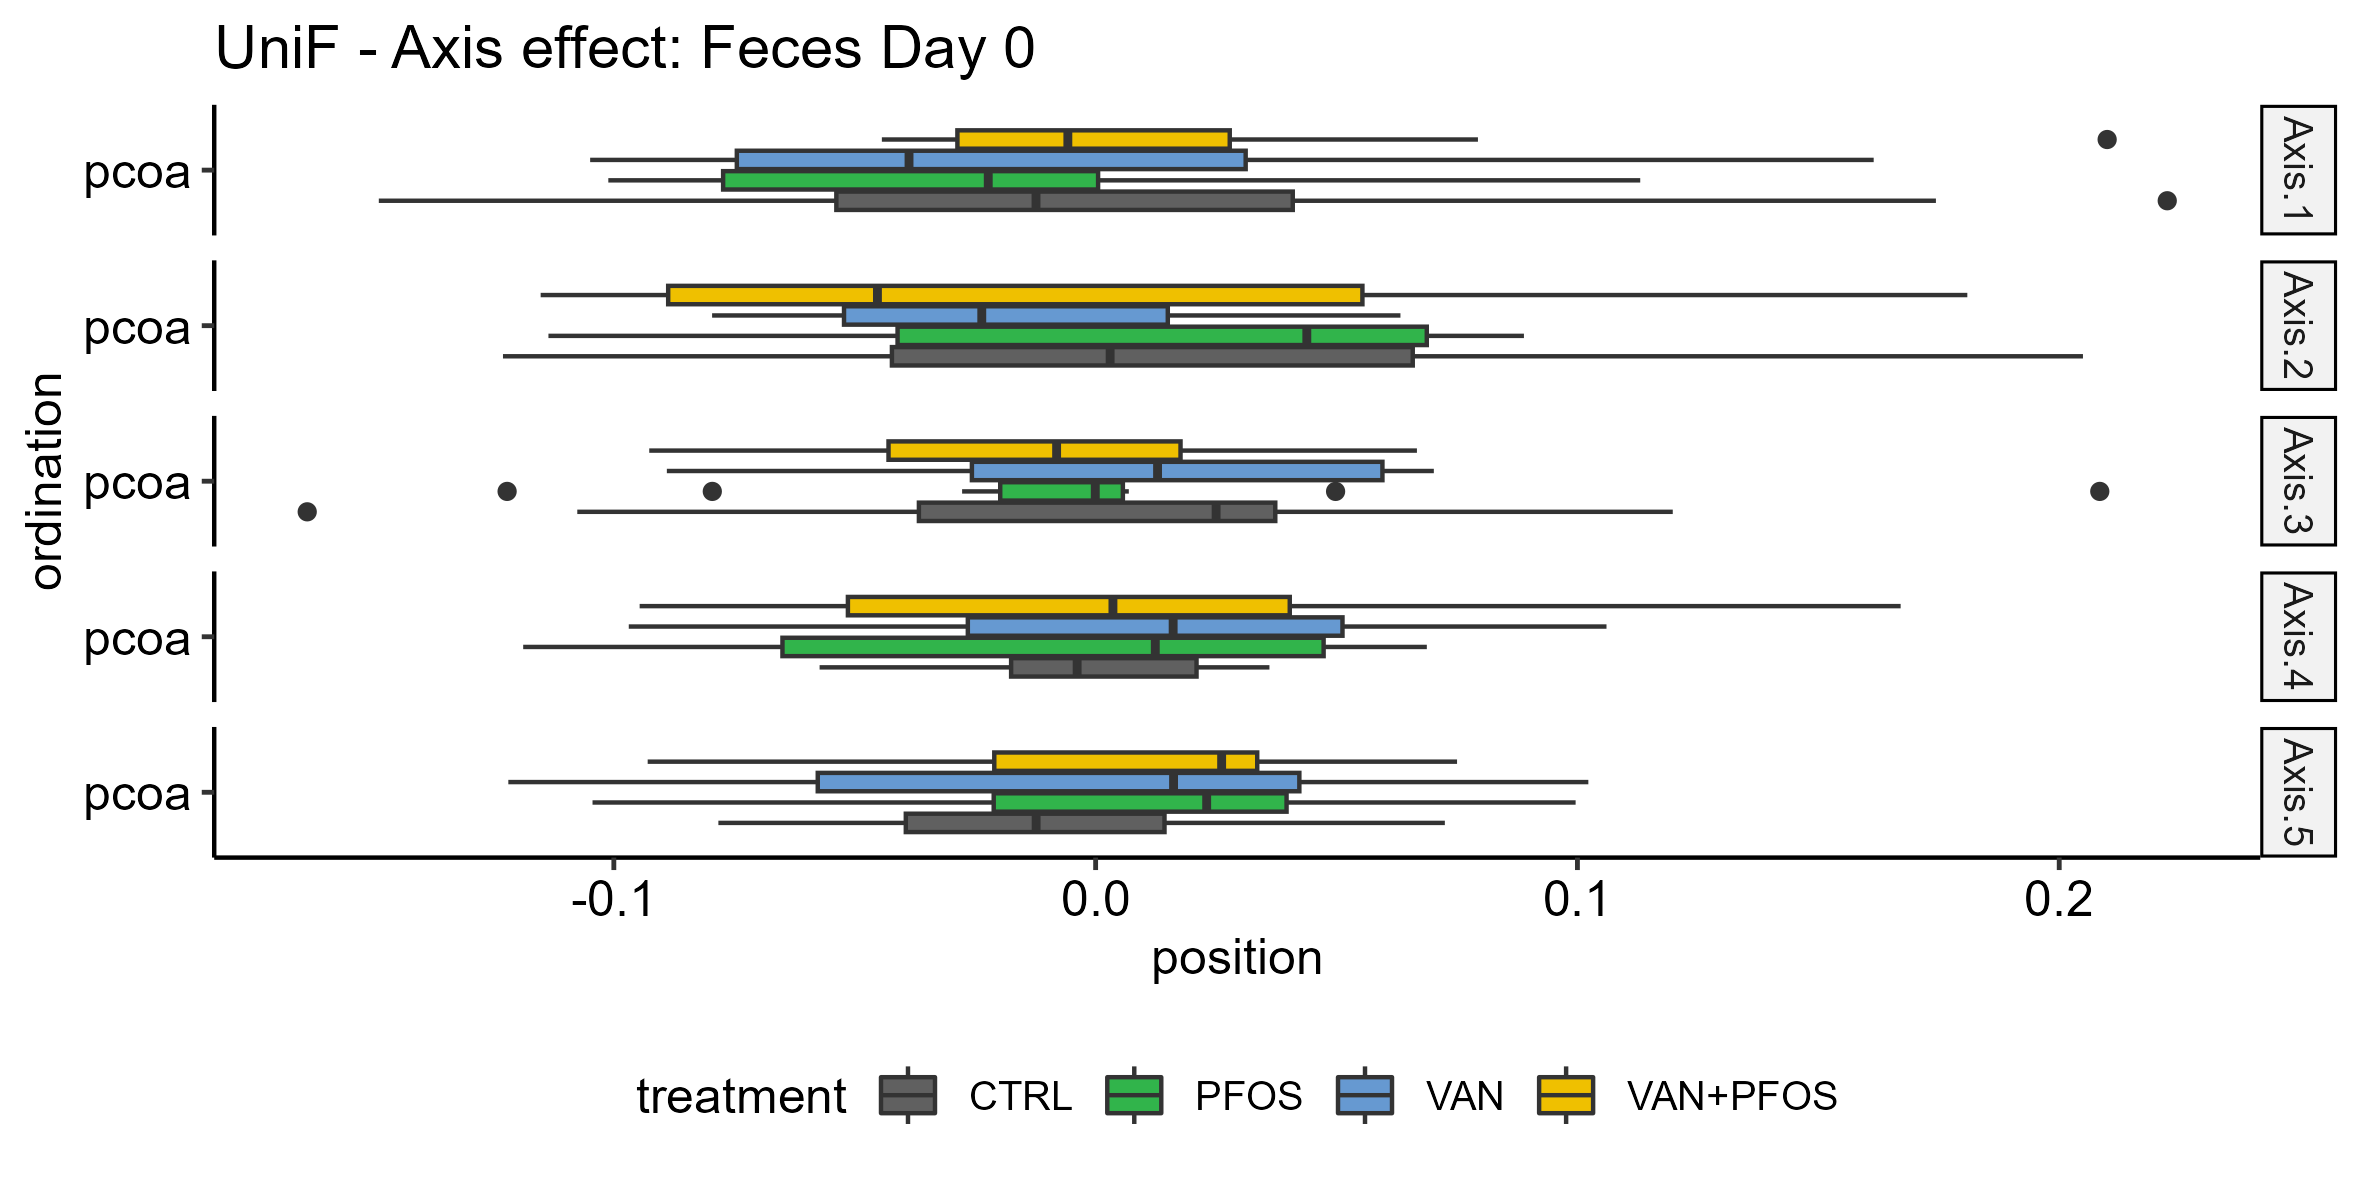 UniF - Axis effect: Feces Day 0
pcoa
Axis.1
pcoa
Axis.2
pcoa
Axis.3
pcoa
Axis.4
pcoa
Axis.5
ordination
-0.1 0.0 0.1 0.2
position
treatment CTRL PFOS VAN VAN+PFOS